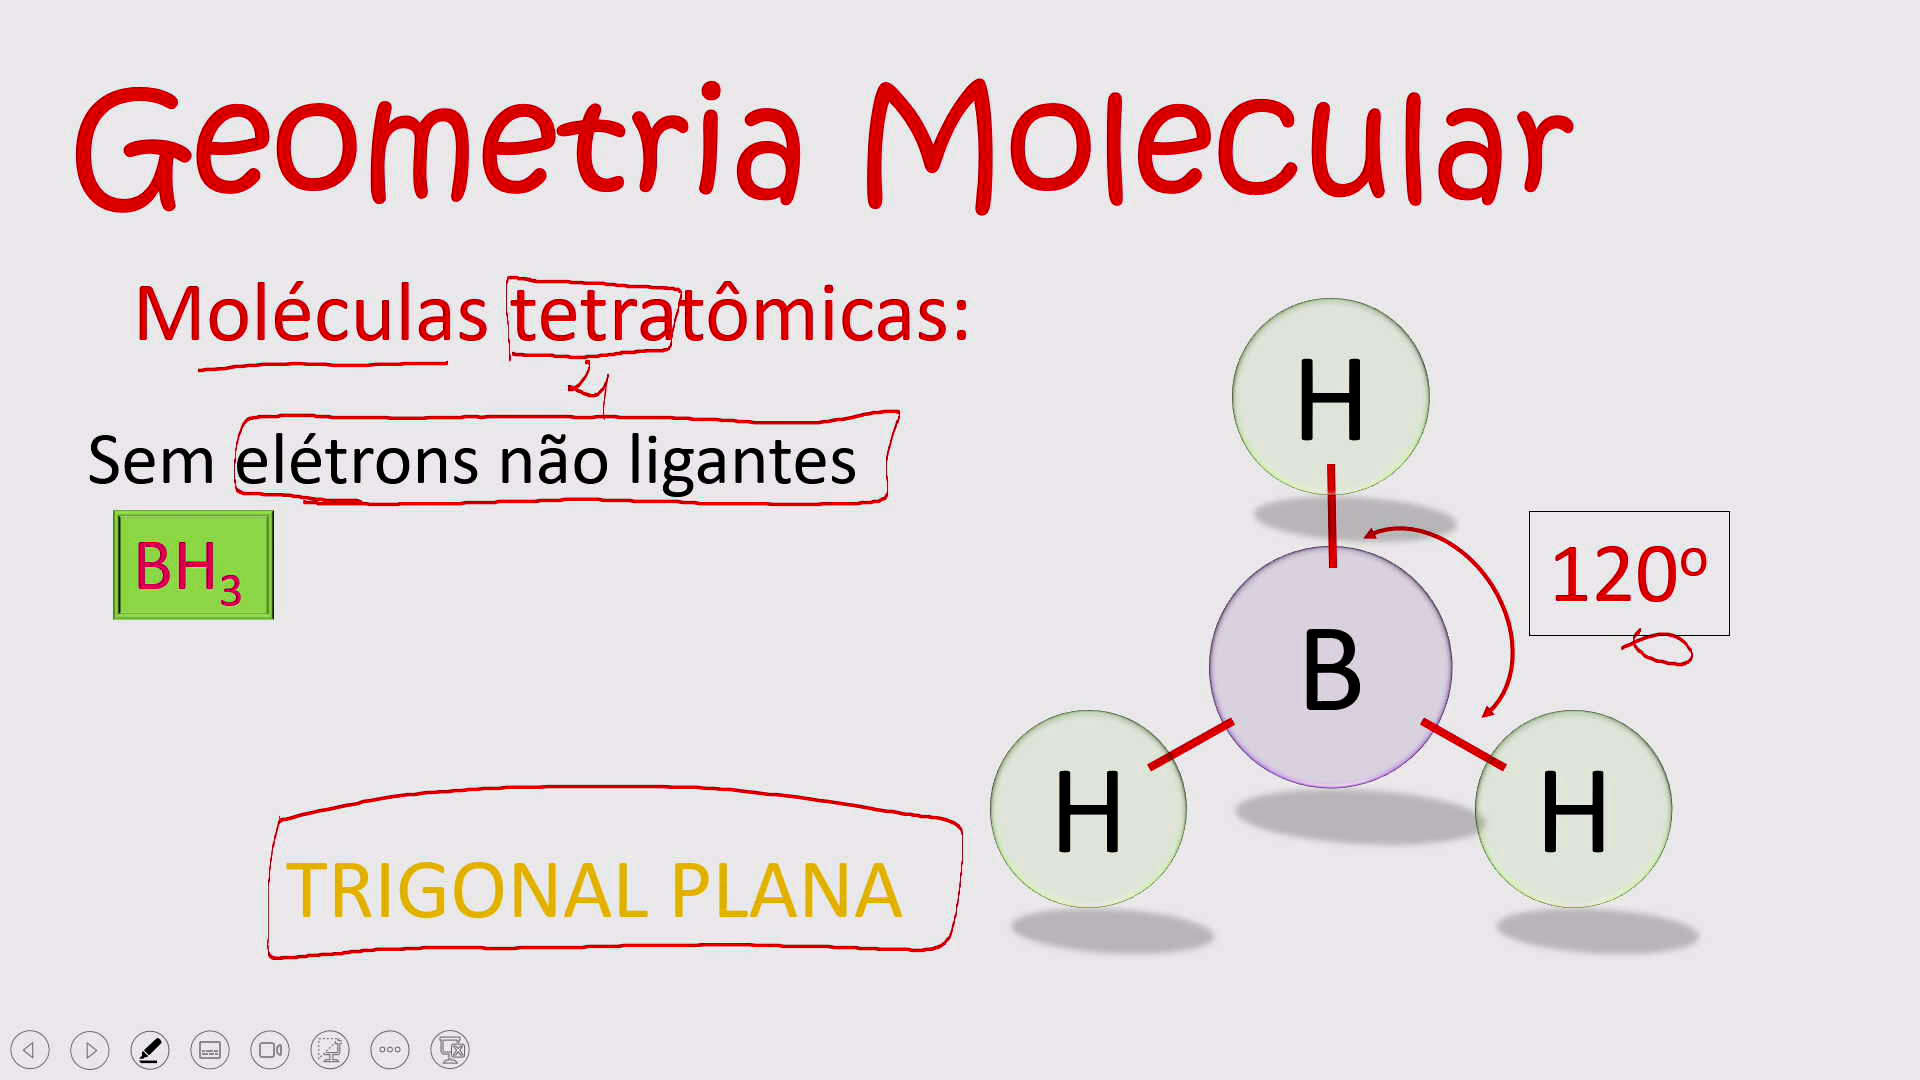 Geometria Molecular
Moléculas tetratômicas:
4
Sem elétrons não ligantes
BH₃
H
120º
B
H
H
TRIGONAL PLANA